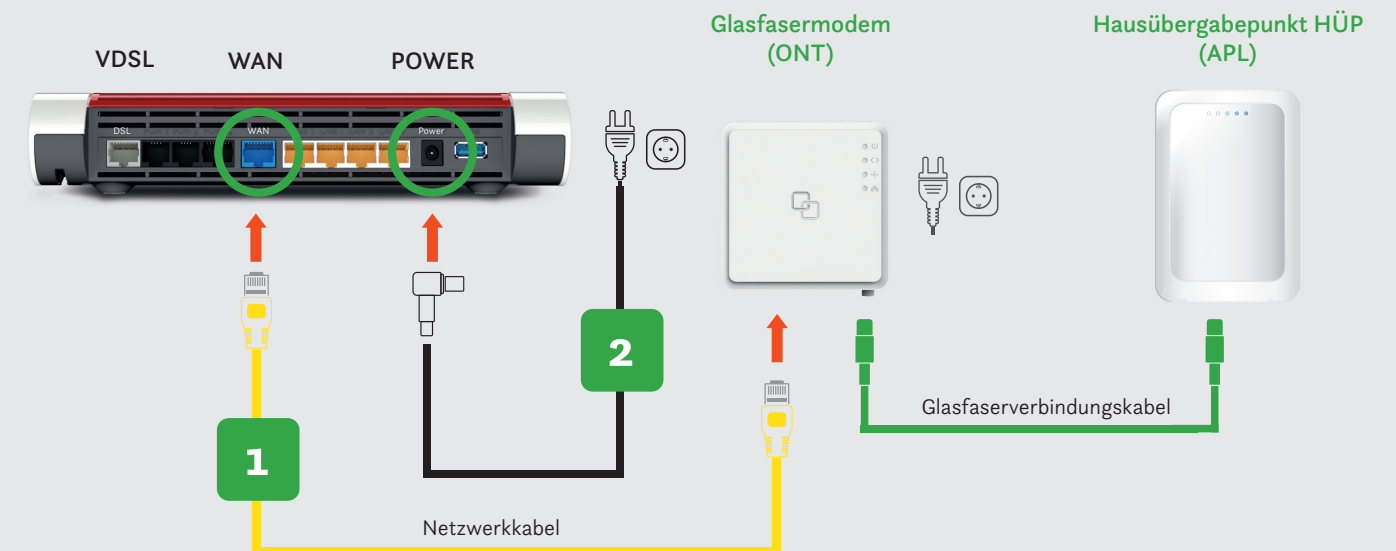 Glasfasermodem
(ONT)
Hausübergabepunkt HÜP
(APL)
VDSL
WAN
POWER
DSL
WAN
Power
2
Glasfaserverbindungskabel
1
Netzwerkkabel